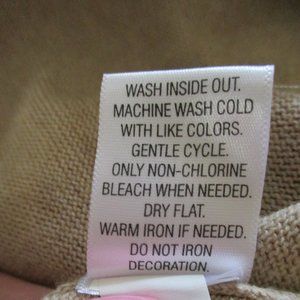 WASH INSIDE OUT.
MACHINE WASH COLD
WITH LIKE COLORS.
GENTLE CYCLE.
ONLY NON-CHLORINE
BLEACH WHEN NEEDED.
DRY FLAT.
WARM IRON IF NEEDED.
DO NOT IRON
DECORATION.